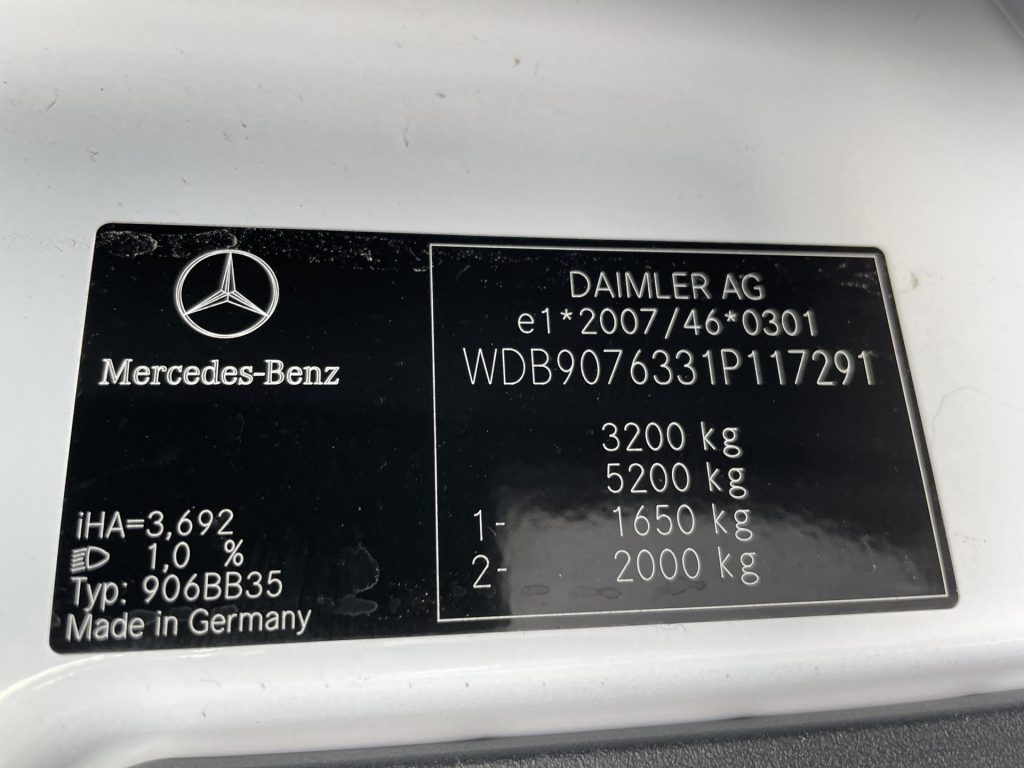 Mercedes-Benz
iHA=3,692
1,0 %
Typ: 906BB35
Made in Germany
DAIMLER AG
e1*2007/46*0301
WDB9076331P117291
3200 kg
5200 kg
1- 1650 kg
2- 2000 kg